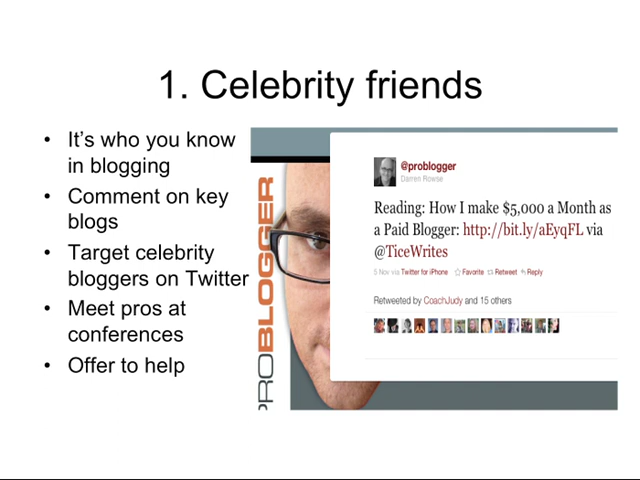 1. Celebrity friends
• It's who you know
in blogging
• Comment on key
blogs
• Target celebrity
bloggers on Twitter
• Meet pros at
conferences
• Offer to help
PROBLOGGER
@problogger
Darren Rowse
Reading: How I make $5,000 a Month as
a Paid Blogger: http://bit.ly/aEyqFL via
@TiceWrites
5 Nov via Twitter for iPhone Favorite Retweet Reply
Retweeted by CoachJudy and 15 others